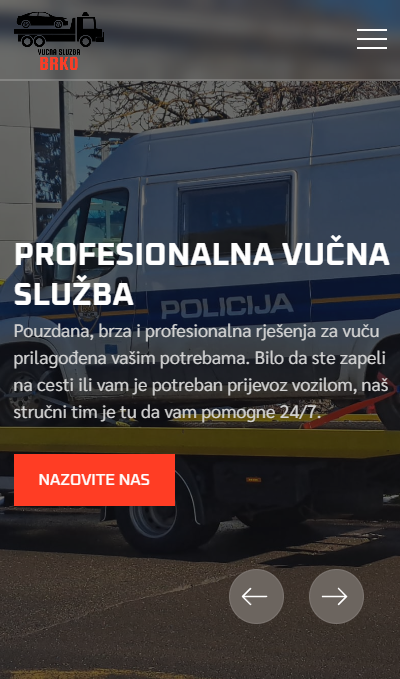 VUČNA SLUŽBA
BRKO
PROFESIONALNA VUČNA
SLUŽBA
POLICIJA
Pouzdana, brza i profesionalna rješenja za vuču
prilagođena vašim potrebama. Bilo da ste zapeli
na cesti ili vam je potreban prijevoz vozilom, naš
stručni tim je tu da vam pomogne 24/7.
NAZOVITE NAS